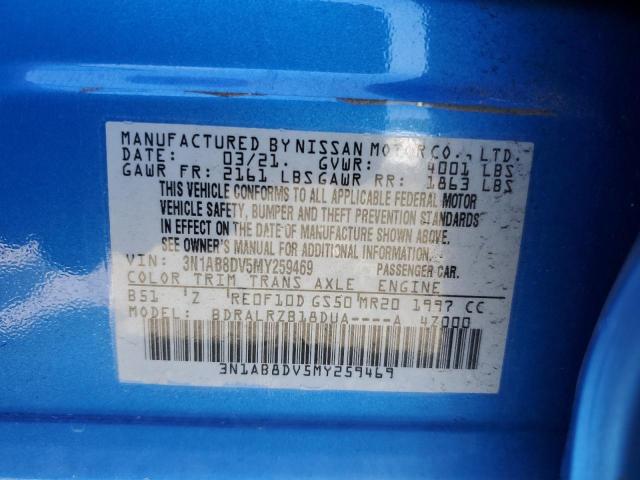 MANUFACTURED BY NISSAN MOTOR CO., LTD.
DATE: 03/21. GVWR: 4001 LBS
GAWR FR: 2161 LBS GAWR RR: 1863 LBS
THIS VEHICLE CONFORMS TO ALL APPLICABLE FEDERAL MOTOR
VEHICLE SAFETY, BUMPER AND THEFT PREVENTION STANDARDS
IN EFFECT ON THE DATE OF MANUFACTURE SHOWN ABOVE.
SEE OWNER'S MANUAL FOR ADDITIONAL INFORMATION.
VIN: 3N1AB8DV5MY259469 PASSENGER CAR.
COLOR TRIM TRANS AXLE ENGINE
B51 'Z RE0F10D GS50 MR20 1997 CC
MODEL: BDRALRZB18DUA----A 4Z000
3N1AB8DV5MY259469